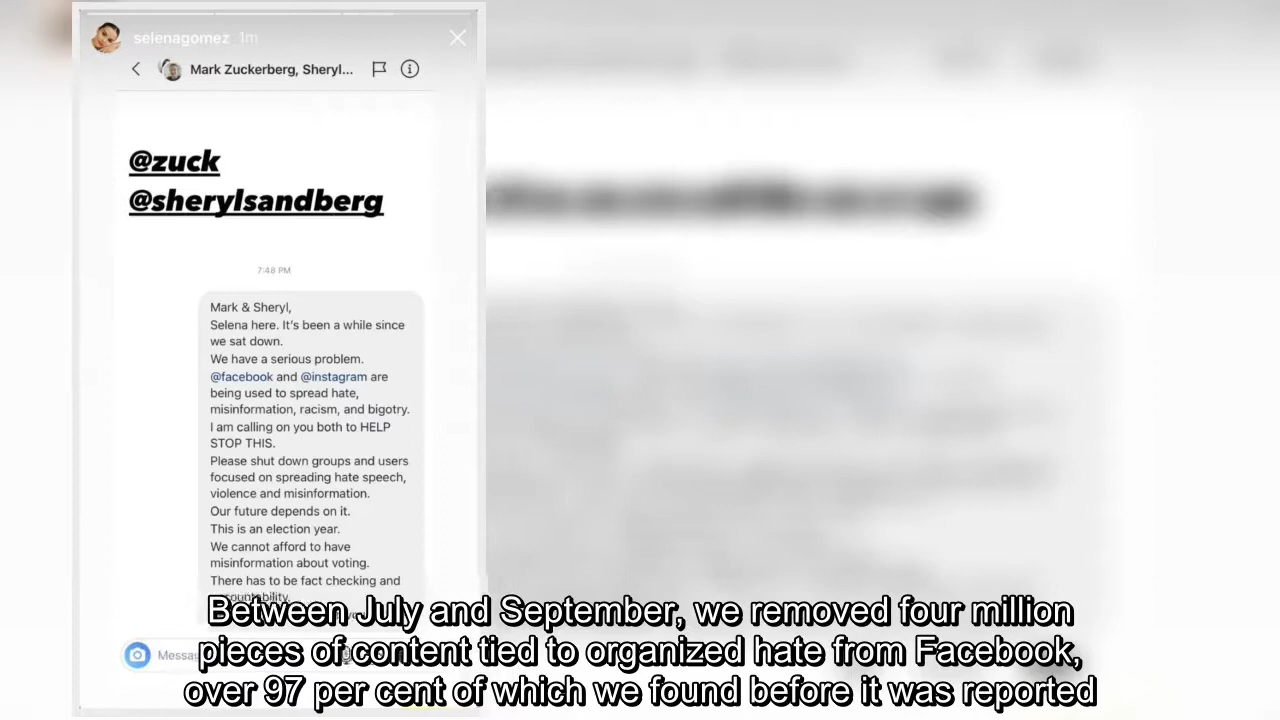 selenagomez 1m
Mark Zuckerberg, Sheryl...
@zuck
@sherylsandberg
7:48 PM
Mark & Sheryl,
Selena here. It's been a while since
we sat down.
We have a serious problem.
@facebook and @instagram are
being used to spread hate,
misinformation, racism, and bigotry.
I am calling on you both to HELP
STOP THIS.
Please shut down groups and users
focused on spreading hate speech,
violence and misinformation.
Our future depends on it.
This is an election year.
We cannot afford to have
misinformation about voting.
There has to be fact checking and
accountability.
Between July and September, we removed four million
pieces of content tied to organized hate from Facebook,
over 97 per cent of which we found before it was reported